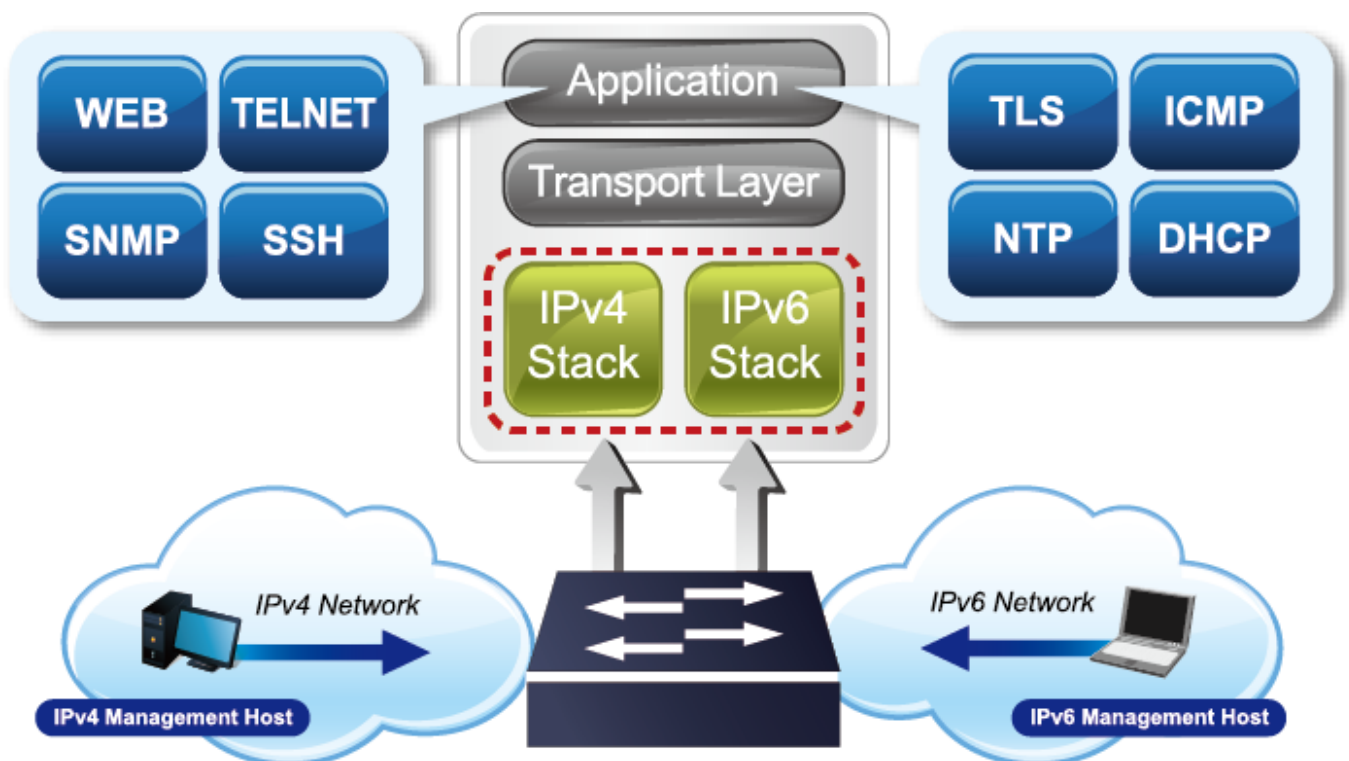 WEB
TELNET
SNMP
SSH
Application
Transport Layer
IPv4
Stack
IPv6
Stack
TLS
ICMP
NTP
DHCP
IPv4 Network
IPv4 Management Host
IPv6 Network
IPv6 Management Host